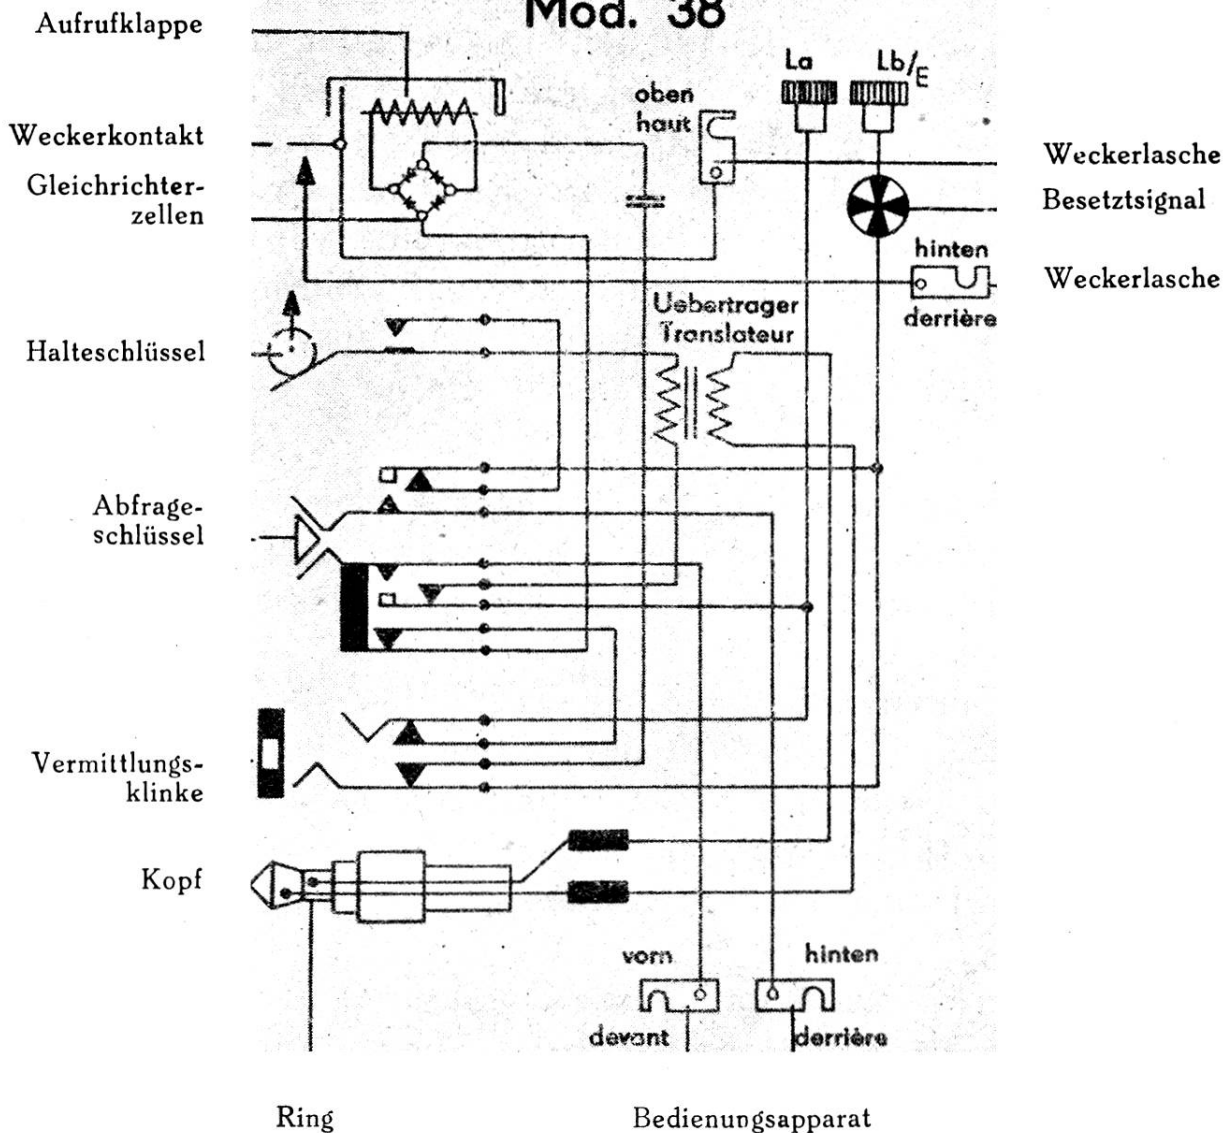 Mod. 38
Aufrufklappe
La
Lb/E
oben
haut
Weckerkontakt
Weckerlasche
Gleichrichter-
zellen
Besetztsignal
hinten
Weckerlasche
derrière
Uebertrager
Translateur
Halteschlüssel
Abfrage-
schlüssel
Vermittlungs-
klinke
Kopf
vorn
hinten
devant
derrière
Ring
Bedienungsapparat